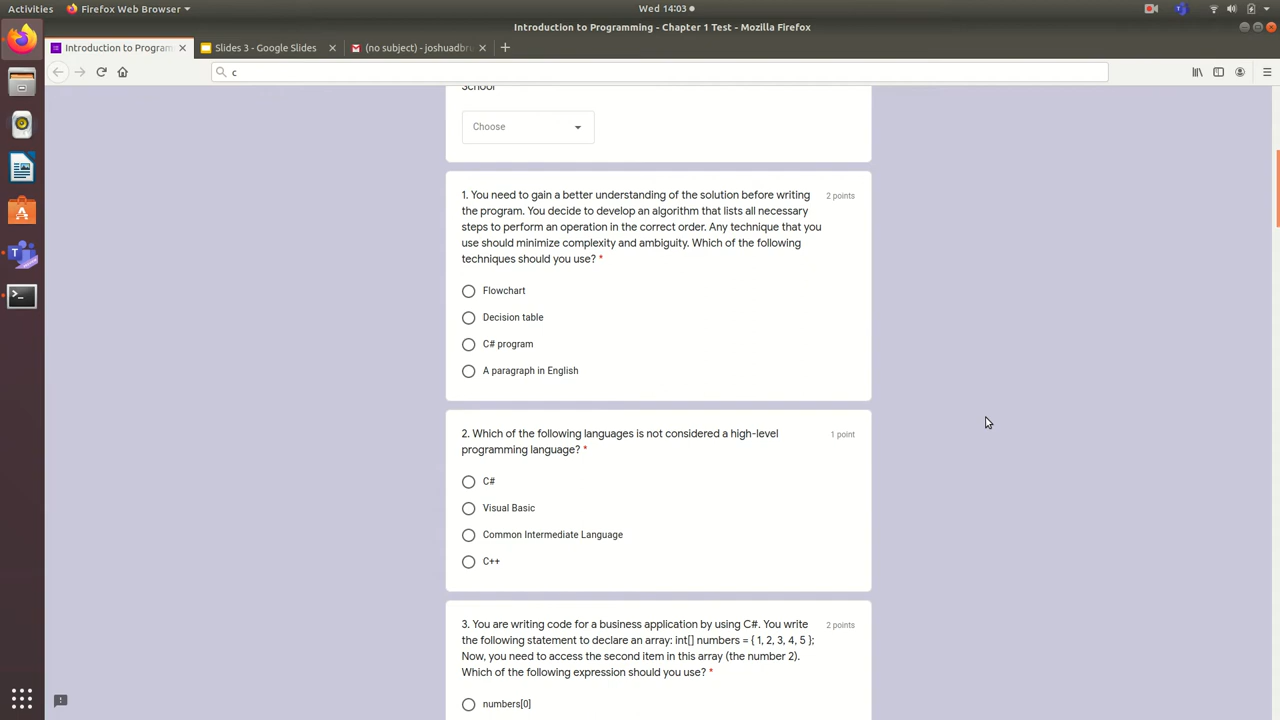 Activities Firefox Web Browser Wed 14:03
Introduction to Programming - Chapter 1 Test - Mozilla Firefox
Introduction to Program Slides 3 - Google Slides (no subject) - joshuadbru
c
School
Choose
1. You need to gain a better understanding of the solution before writing 2 points
the program. You decide to develop an algorithm that lists all necessary
steps to perform an operation in the correct order. Any technique that you
use should minimize complexity and ambiguity. Which of the following
techniques should you use? *
Flowchart
Decision table
C# program
A paragraph in English
2. Which of the following languages is not considered a high-level 1 point
programming language? *
C#
Visual Basic
Common Intermediate Language
C++
3. You are writing code for a business application by using C#. You write 2 points
the following statement to declare an array: int[] numbers = { 1, 2, 3, 4, 5 };
Now, you need to access the second item in this array (the number 2).
Which of the following expression should you use? *
numbers[0]